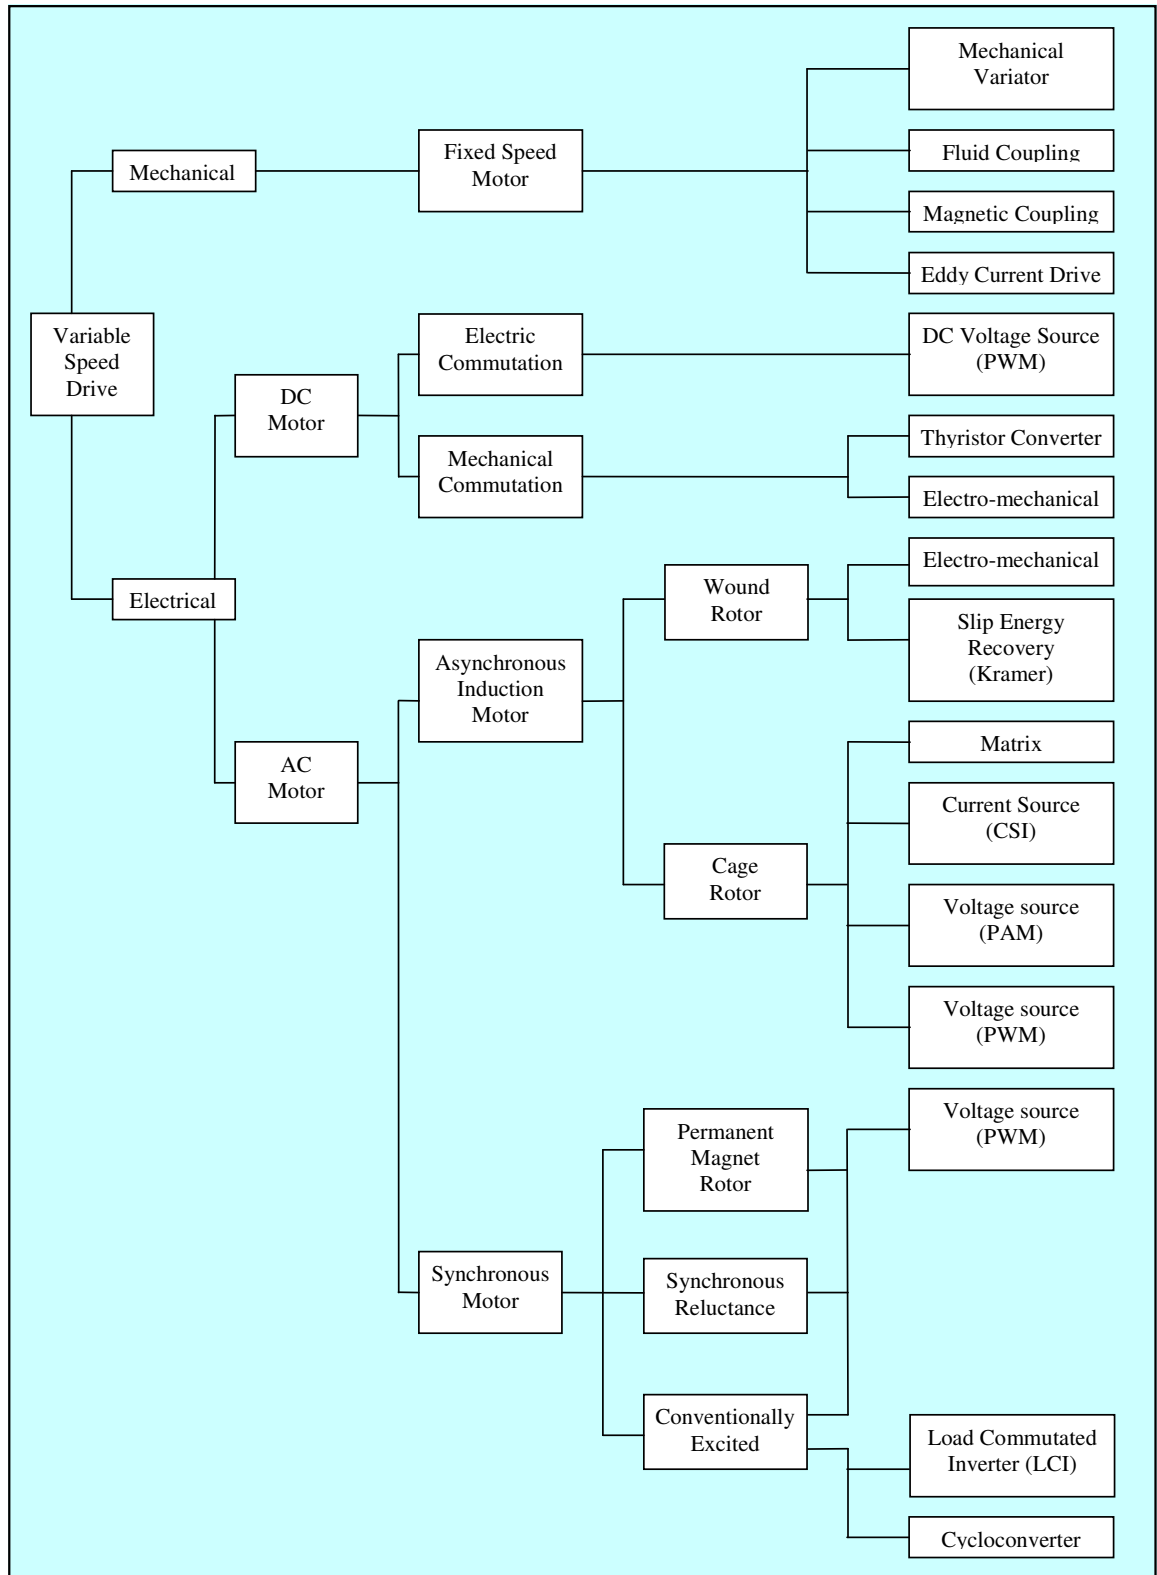 Mechanical
Variator
Fluid Coupling
Magnetic Coupling
Eddy Current Drive
Mechanical
Fixed Speed
Motor
Variable
Speed
Drive
Electric
Commutation
DC Voltage Source
(PWM)
DC
Motor
Mechanical
Commutation
Thyristor Converter
Electro-mechanical
Electrical
Wound
Rotor
Electro-mechanical
Slip Energy
Recovery
(Kramer)
Asynchronous
Induction
Motor
AC
Motor
Matrix
Current Source
(CSI)
Cage
Rotor
Voltage source
(PAM)
Voltage source
(PWM)
Permanent
Magnet
Rotor
Voltage source
(PWM)
Synchronous
Motor
Synchronous
Reluctance
Conventionally
Excited
Load Commutated
Inverter (LCI)
Cycloconverter